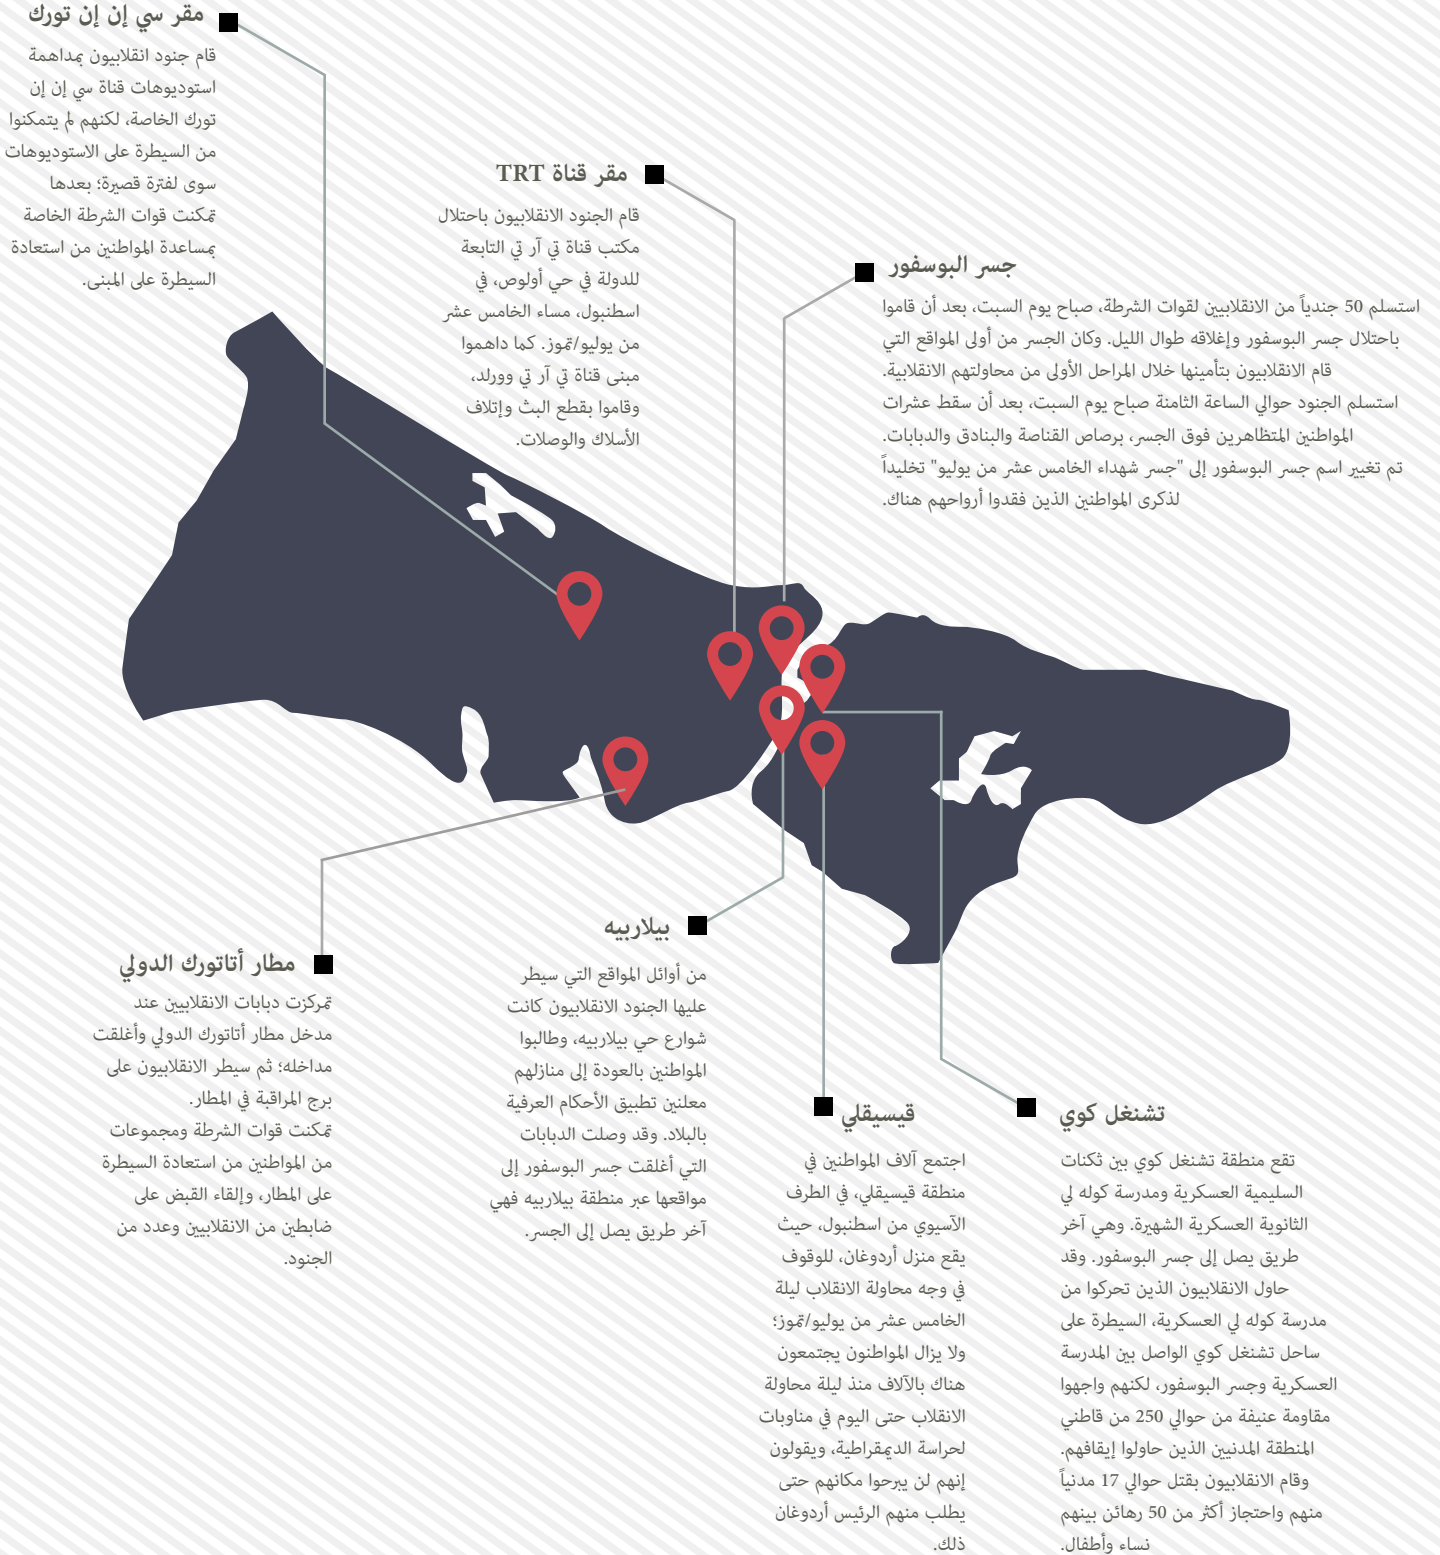 مقر سي إن إن تورك
قام جنود انقلابيون بمداهمة
استوديوهات قناة سي إن إن
تورك الخاصة، لكنهم لم يتمكنوا
من السيطرة على الاستوديوهات
سوى لفترة قصيرة؛ بعدها
تمكنت قوات الشرطة الخاصة
بمساعدة المواطنين من استعادة
السيطرة على المبنى.
مقر قناة TRT
قام الجنود الانقلابيون باحتلال
مكتب قناة تي آر تي التابعة
للدولة في حي أولوص، في
اسطنبول، مساء الخامس عشر
من يوليو/تموز. كما داهموا
مبنى قناة تي آر تي وورلد،
وقاموا بقطع البث وإتلاف
الأسلاك والوصلات.
جسر البوسفور
استسلم 50 جندياً من الانقلابيين لقوات الشرطة، صباح يوم السبت، بعد أن قاموا
باحتلال جسر البوسفور وإغلاقه طوال الليل. وكان الجسر من أولى المواقع التي
قام الانقلابيون بتأمينها خلال المراحل الأولى من محاولتهم الانقلابية.
استسلم الجنود حوالي الساعة الثامنة صباح يوم السبت، بعد أن سقط عشرات
المواطنين المتظاهرين فوق الجسر، برصاص القناصة والبنادق والدبابات.
تم تغيير اسم جسر البوسفور إلى "جسر شهداء الخامس عشر من يوليو" تخليداً
لذكرى المواطنين الذين فقدوا أرواحهم هناك.
مطار أتاتورك الدولي
تمركزت دبابات الانقلابيين عند
مدخل مطار أتاتورك الدولي وأغلقت
مداخله؛ ثم سيطر الانقلابيون على
برج المراقبة في المطار.
تمكنت قوات الشرطة ومجموعات
من المواطنين من استعادة السيطرة
على المطار، وإلقاء القبض على
ضابطين من الانقلابيين وعدد من
الجنود.
بيلاربيه
من أوائل المواقع التي سيطر
عليها الجنود الانقلابيون كانت
شوارع حي بيلاربيه، وطالبوا
المواطنين بالعودة إلى منازلهم
معلنين تطبيق الأحكام العرفية
بالبلاد. وقد وصلت الدبابات
التي أغلقت جسر البوسفور إلى
مواقعها عبر منطقة بيلاربيه فهي
آخر طريق يصل إلى الجسر.
قيسيقلي
اجتمع آلاف المواطنين في
منطقة قيسيقلي، في الطرف
الآسيوي من اسطنبول، حيث
يقع منزل أردوغان، للوقوف
في وجه محاولة الانقلاب ليلة
الخامس عشر من يوليو/تموز؛
ولا يزال المواطنون يجتمعون
هناك بالآلاف منذ ليلة محاولة
الانقلاب حتى اليوم في مناوبات
لحراسة الديمقراطية، ويقولون
إنهم لن يبرحوا مكانهم حتى
يطلب منهم الرئيس أردوغان
ذلك.
تشنغل كوي
تقع منطقة تشنغل كوي بين ثكنات
السليمية العسكرية ومدرسة كوله لي
الثانوية العسكرية الشهيرة. وهي آخر
طريق يصل إلى جسر البوسفور. وقد
حاول الانقلابيون الذين تحركوا من
مدرسة كوله لي العسكرية، السيطرة على
ساحل تشنغل كوي الواصل بين المدرسة
العسكرية وجسر البوسفور، لكنهم واجهوا
مقاومة عنيفة من حوالي 250 من قاطني
المنطقة المدنيين الذين حاولوا إيقافهم.
وقام الانقلابيون بقتل حوالي 17 مدنياً
منهم واحتجاز أكثر من 50 رهائن بينهم
نساء وأطفال.